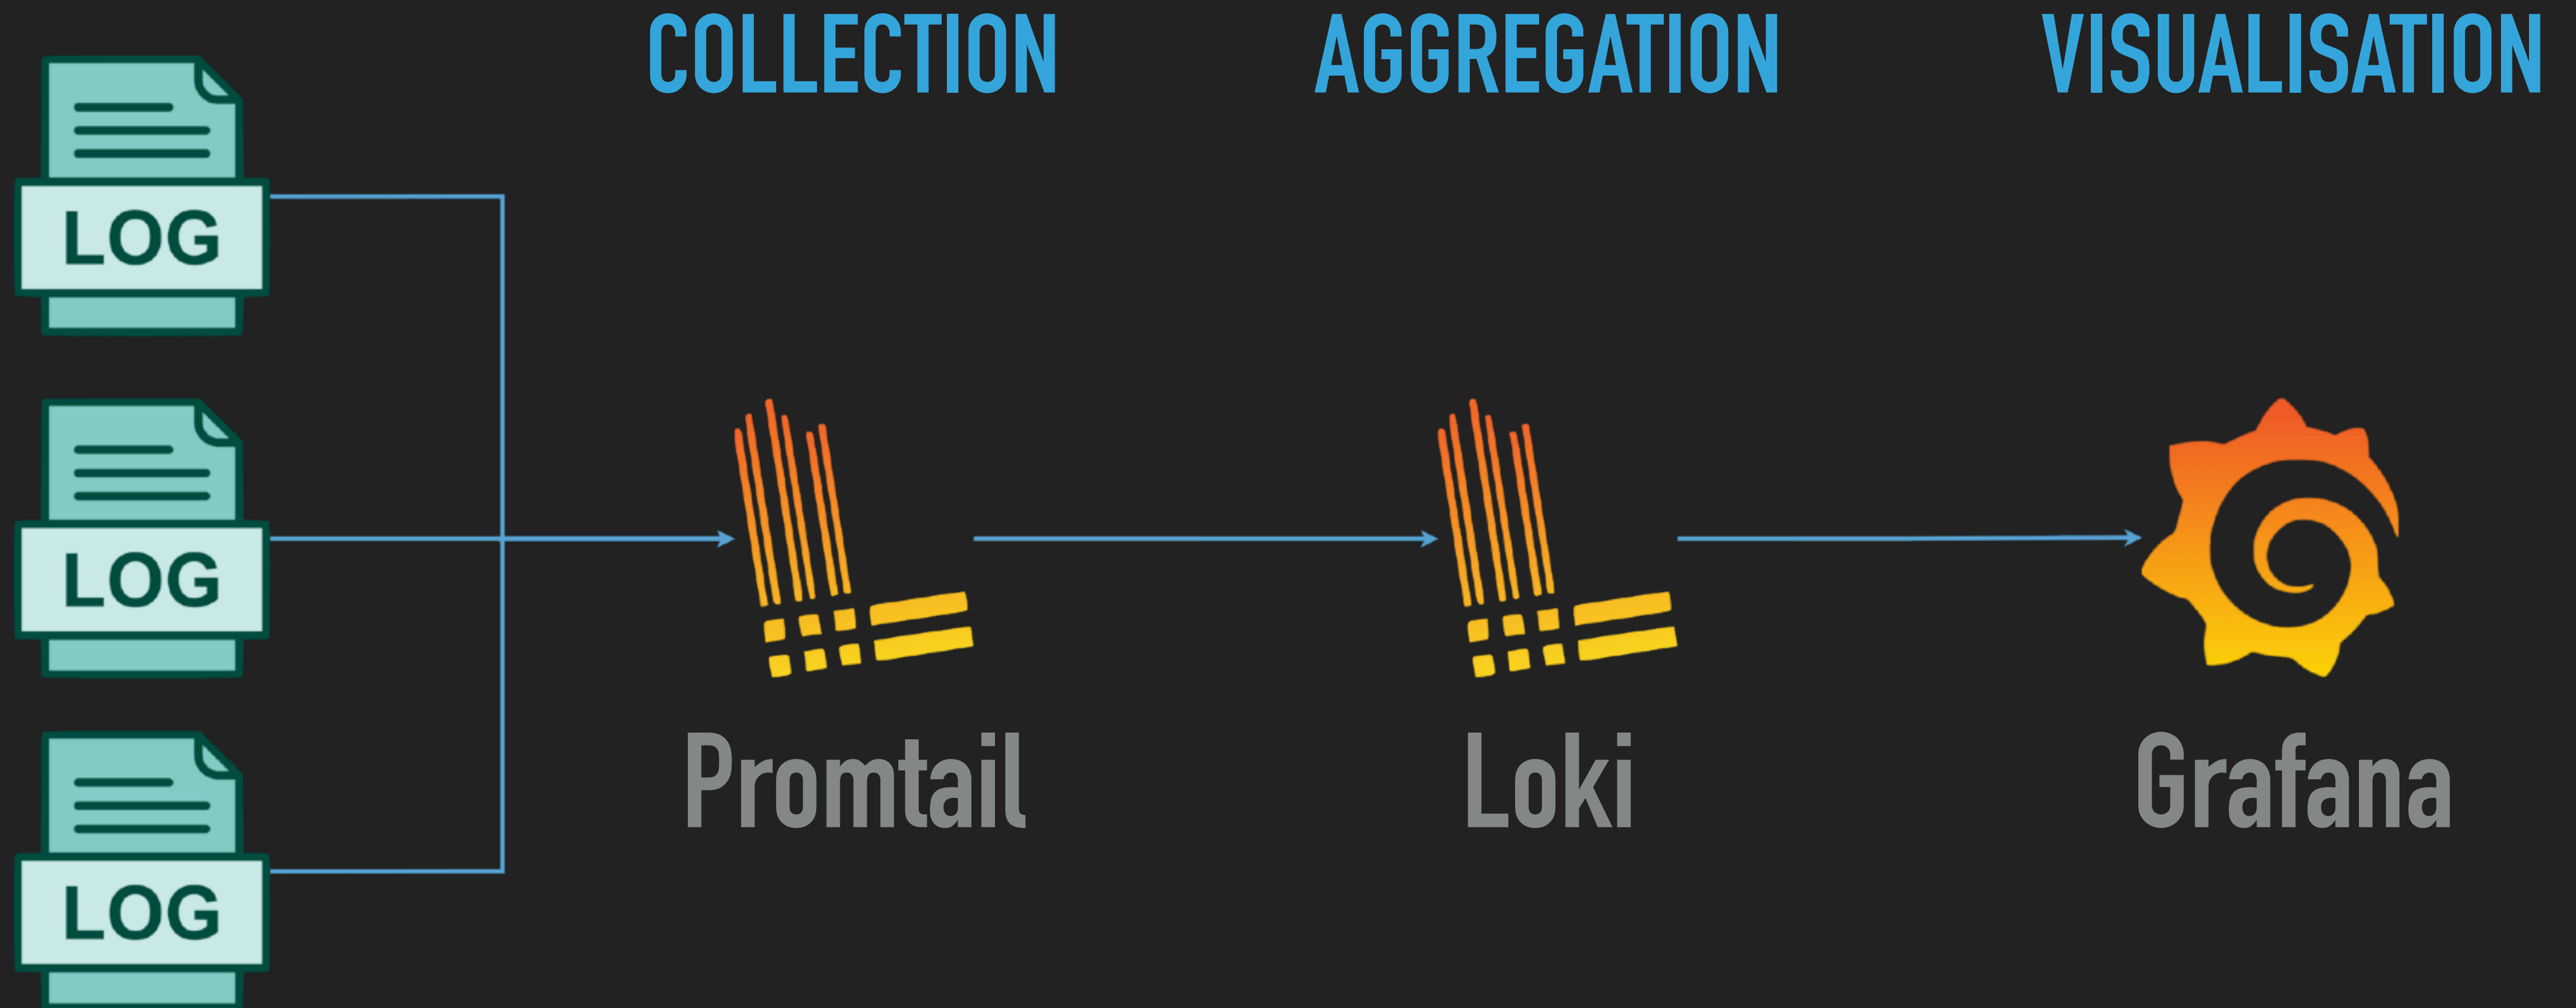 COLLECTION AGGREGATION VISUALISATION
LOG
LOG
LOG
Promtail Loki Grafana